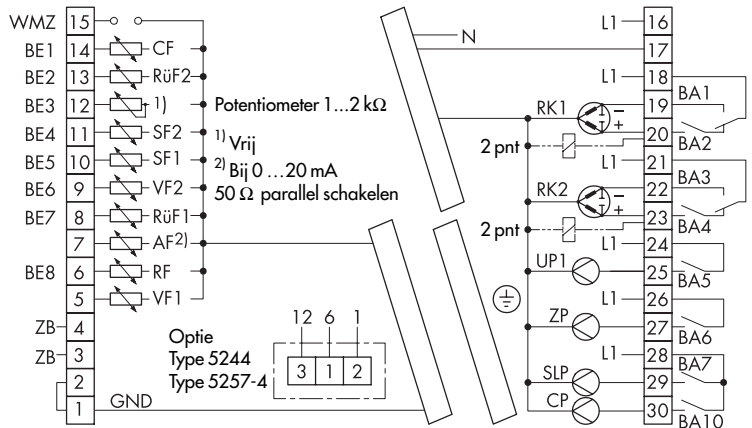 WMZ 15 N L1 16
BE1 14 CF 17
BE2 13 RüF2 L1 18
BE3 12 1) Potentiometer 1...2 kΩ RK1 − + 19 BA1
BE4 11 SF2 1) Vrij 20 BA2
BE5 10 SF1 2) Bij 0 ...20 mA 2 pnt L1 21
BE6 9 VF2 50 Ω parallel schakelen RK2 − + 22 BA3
BE7 8 RüF1 23 BA4
7 AF2) 2 pnt L1 24
BE8 6 RF UP1 25 BA5
5 VF1 L1 26
ZB 4 12 6 1 ZP 27 BA6
ZB 3 Optie L1 28
2 Type 5244 3 1 2 SLP 29 BA7
Type 5257-4
1 GND CP 30 BA10